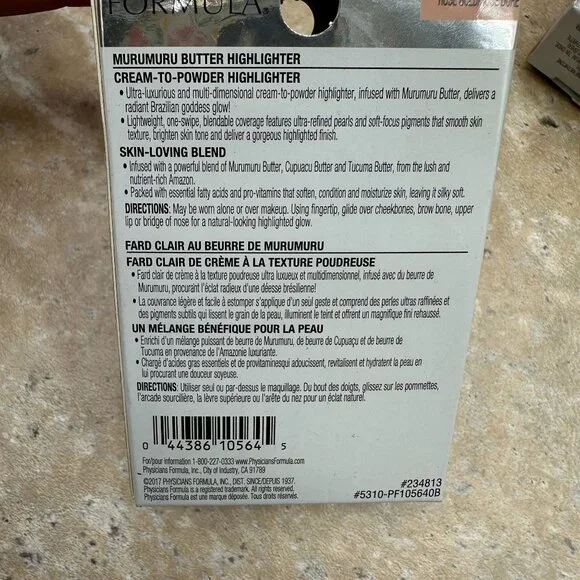 FORMULA®
ROSE GOLD/ROSE DORÉ
MURUMURU BUTTER HIGHLIGHTER
CREAM-TO-POWDER HIGHLIGHTER
• Ultra-luxurious and multi-dimensional cream-to-powder highlighter, infused with Murumuru Butter, delivers a
radiant Brazilian goddess glow!
• Lightweight, one-swipe, blendable coverage features ultra-refined pearls and soft-focus pigments that smooth skin
texture, brighten skin tone and deliver a gorgeous highlighted finish.
SKIN-LOVING BLEND
• Infused with a powerful blend of Murumuru Butter, Cupuacu Butter and Tucuma Butter, from the lush and
nutrient-rich Amazon.
• Packed with essential fatty acids and pro-vitamins that soften, condition and moisturize skin, leaving it silky soft.
DIRECTIONS: May be worn alone or over makeup. Using fingertip, glide over cheekbones, brow bone, upper
lip or bridge of nose for a natural-looking highlighted glow.
FARD CLAIR AU BEURRE DE MURUMURU
FARD CLAIR DE CRÈME À LA TEXTURE POUDREUSE
• Fard clair de crème à la texture poudreuse ultra luxueux et multidimensionnel, infusé avec du beurre de
Murumuru, procurant l'éclat radieux d'une déesse brésilienne!
• La couvrance légère et facile à estomper s'applique d'un seul geste et comprend des perles ultras raffinées et
des pigments subtils qui lissent le grain de la peau, illuminent le teint et offrent un magnifique fini rehaussé.
UN MÉLANGE BÉNÉFIQUE POUR LA PEAU
• Enrichi d'un mélange puissant de beurre de Murumuru, de beurre de Cupuaçu et de beurre de
Tucuma en provenance de l'Amazonie luxuriante.
• Chargé d'acides gras essentiels et de provitaminesqui adoucissent, revitalisent et hydratent la peau en
lui procurant une douceur soyeuse.
DIRECTIONS: Utiliser seul ou par-dessus le maquillage. Du bout des doigts, glissez sur les pommettes,
l'arcade sourcilière, la lèvre supérieure ou l'arête du nez pour un éclat naturel.
0 44386 10564 5
For/pour information 1-800-227-0333 www.PhysiciansFormula.com
Physicians Formula, Inc., City of Industry, CA 91789
©2017 PHYSICIANS FORMULA, INC. DIST. SINCE/DEPUIS 1937.
Physicians Formula is a registered trademark. All rights reserved.
Physicians Formula est une marque déposée. Tous droits réservés.
#234813
#5310-PF105640B